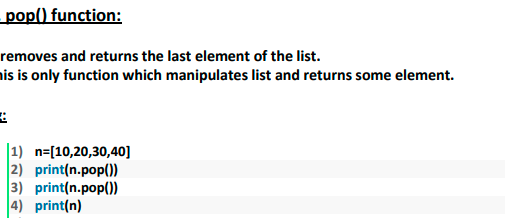 pop() function:
removes and returns the last element of the list.
is is only function which manipulates list and returns some element.
:
1) n=[10,20,30,40]
2) print(n.pop())
3) print(n.pop())
4) print(n)